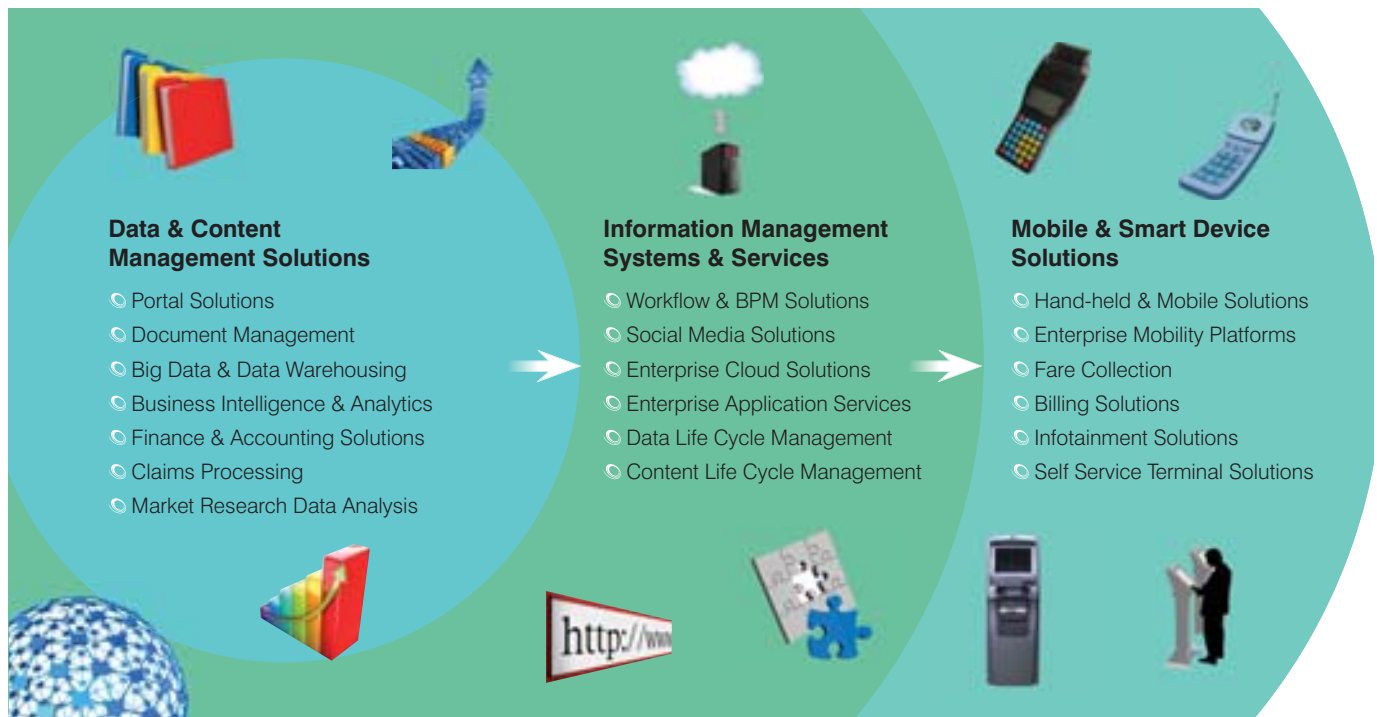 Data & Content
Management Solutions
Portal Solutions
Document Management
Big Data & Data Warehousing
Business Intelligence & Analytics
Finance & Accounting Solutions
Claims Processing
Market Research Data Analysis
Information Management
Systems & Services
Workflow & BPM Solutions
Social Media Solutions
Enterprise Cloud Solutions
Enterprise Application Services
Data Life Cycle Management
Content Life Cycle Management
Mobile & Smart Device
Solutions
Hand-held & Mobile Solutions
Enterprise Mobility Platforms
Fare Collection
Billing Solutions
Infotainment Solutions
Self Service Terminal Solutions
http://www